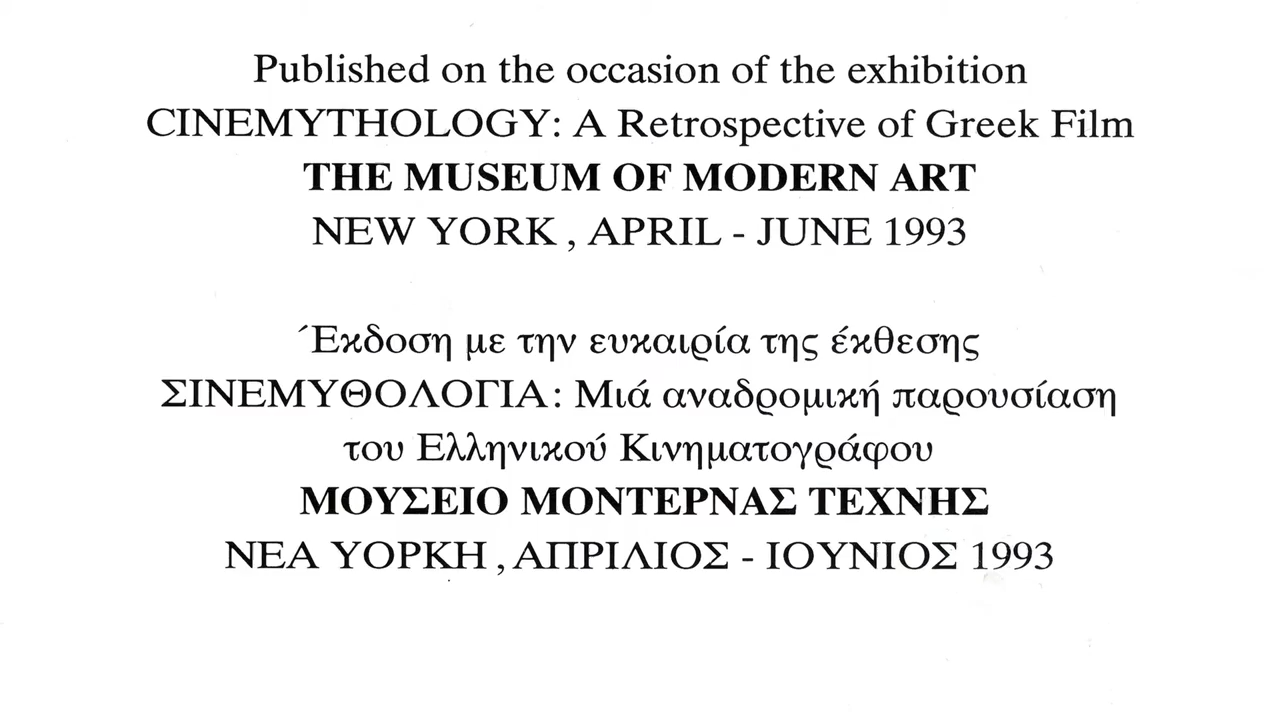 Published on the occasion of the exhibition
CINEMYTHOLOGY: A Retrospective of Greek Film
THE MUSEUM OF MODERN ART
NEW YORK , APRIL - JUNE 1993
Έκδοση με την ευκαιρία της έκθεσης
ΣΙΝΕΜΥΘΟΛΟΓΙΑ: Μιά αναδρομική παρουσίαση
του Ελληνικού Κινηματογράφου
ΜΟΥΣΕΙΟ ΜΟΝΤΕΡΝΑΣ ΤΕΧΝΗΣ
ΝΕΑ ΥΟΡΚΗ , ΑΠΡΙΛΙΟΣ - ΙΟΥΝΙΟΣ 1993